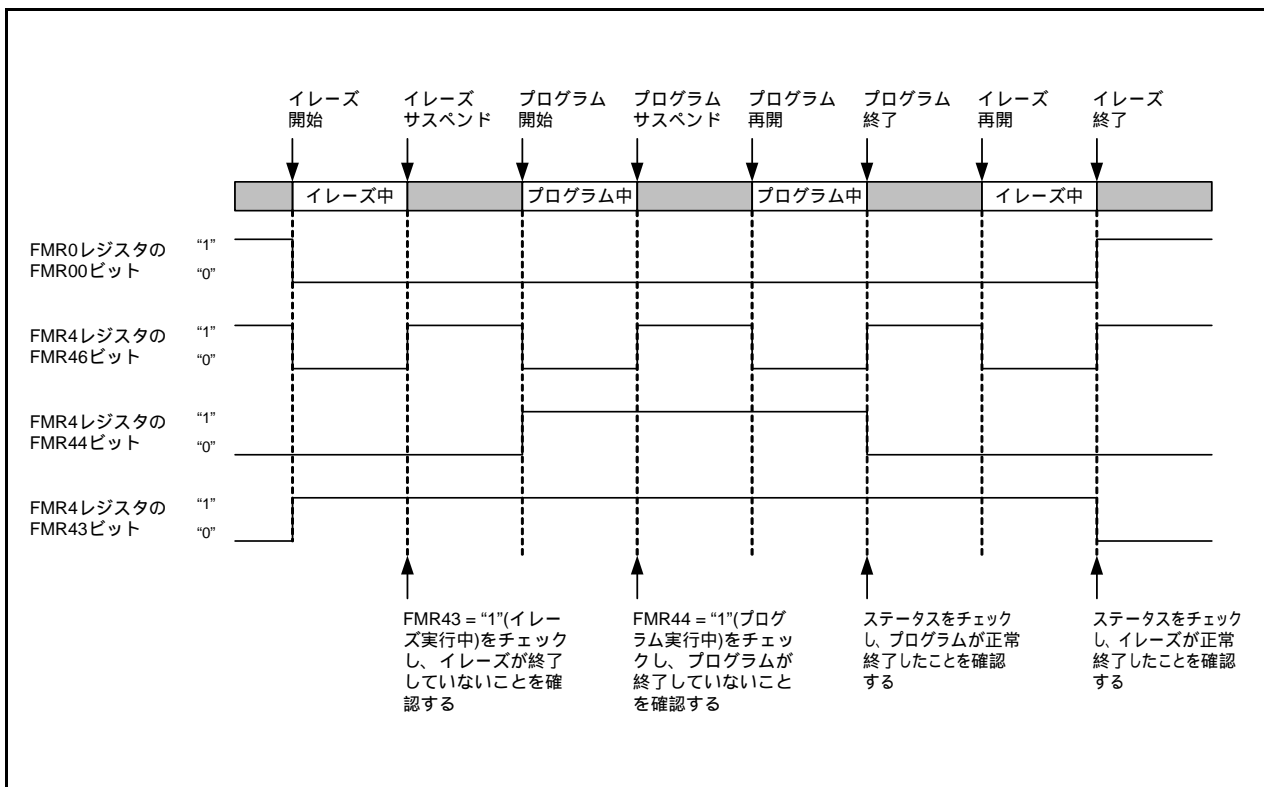 イレーズ
開始
イレーズ
サスペンド
プログラム
開始
プログラム
サスペンド
プログラム
再開
プログラム
終了
イレーズ
再開
イレーズ
終了
イレーズ中
プログラム中
プログラム中
イレーズ中
FMR0レジスタの
FMR00ビット
“1”
“0”
FMR4レジスタの
FMR46ビット
“1”
“0”
FMR4レジスタの
FMR44ビット
“1”
“0”
FMR4レジスタの
FMR43ビット
“1”
“0”
FMR43 = “1”(イレー
ズ実行中)をチェック
し、イレーズが終了
していないことを確
認する
FMR44 = “1”(プログ
ラム実行中)をチェッ
クし、プログラムが
終了していないこと
を確認する
ステータスをチェック
し、プログラムが正常
終了したことを確認
する
ステータスをチェック
し、イレーズが正常
終了したことを確認
する